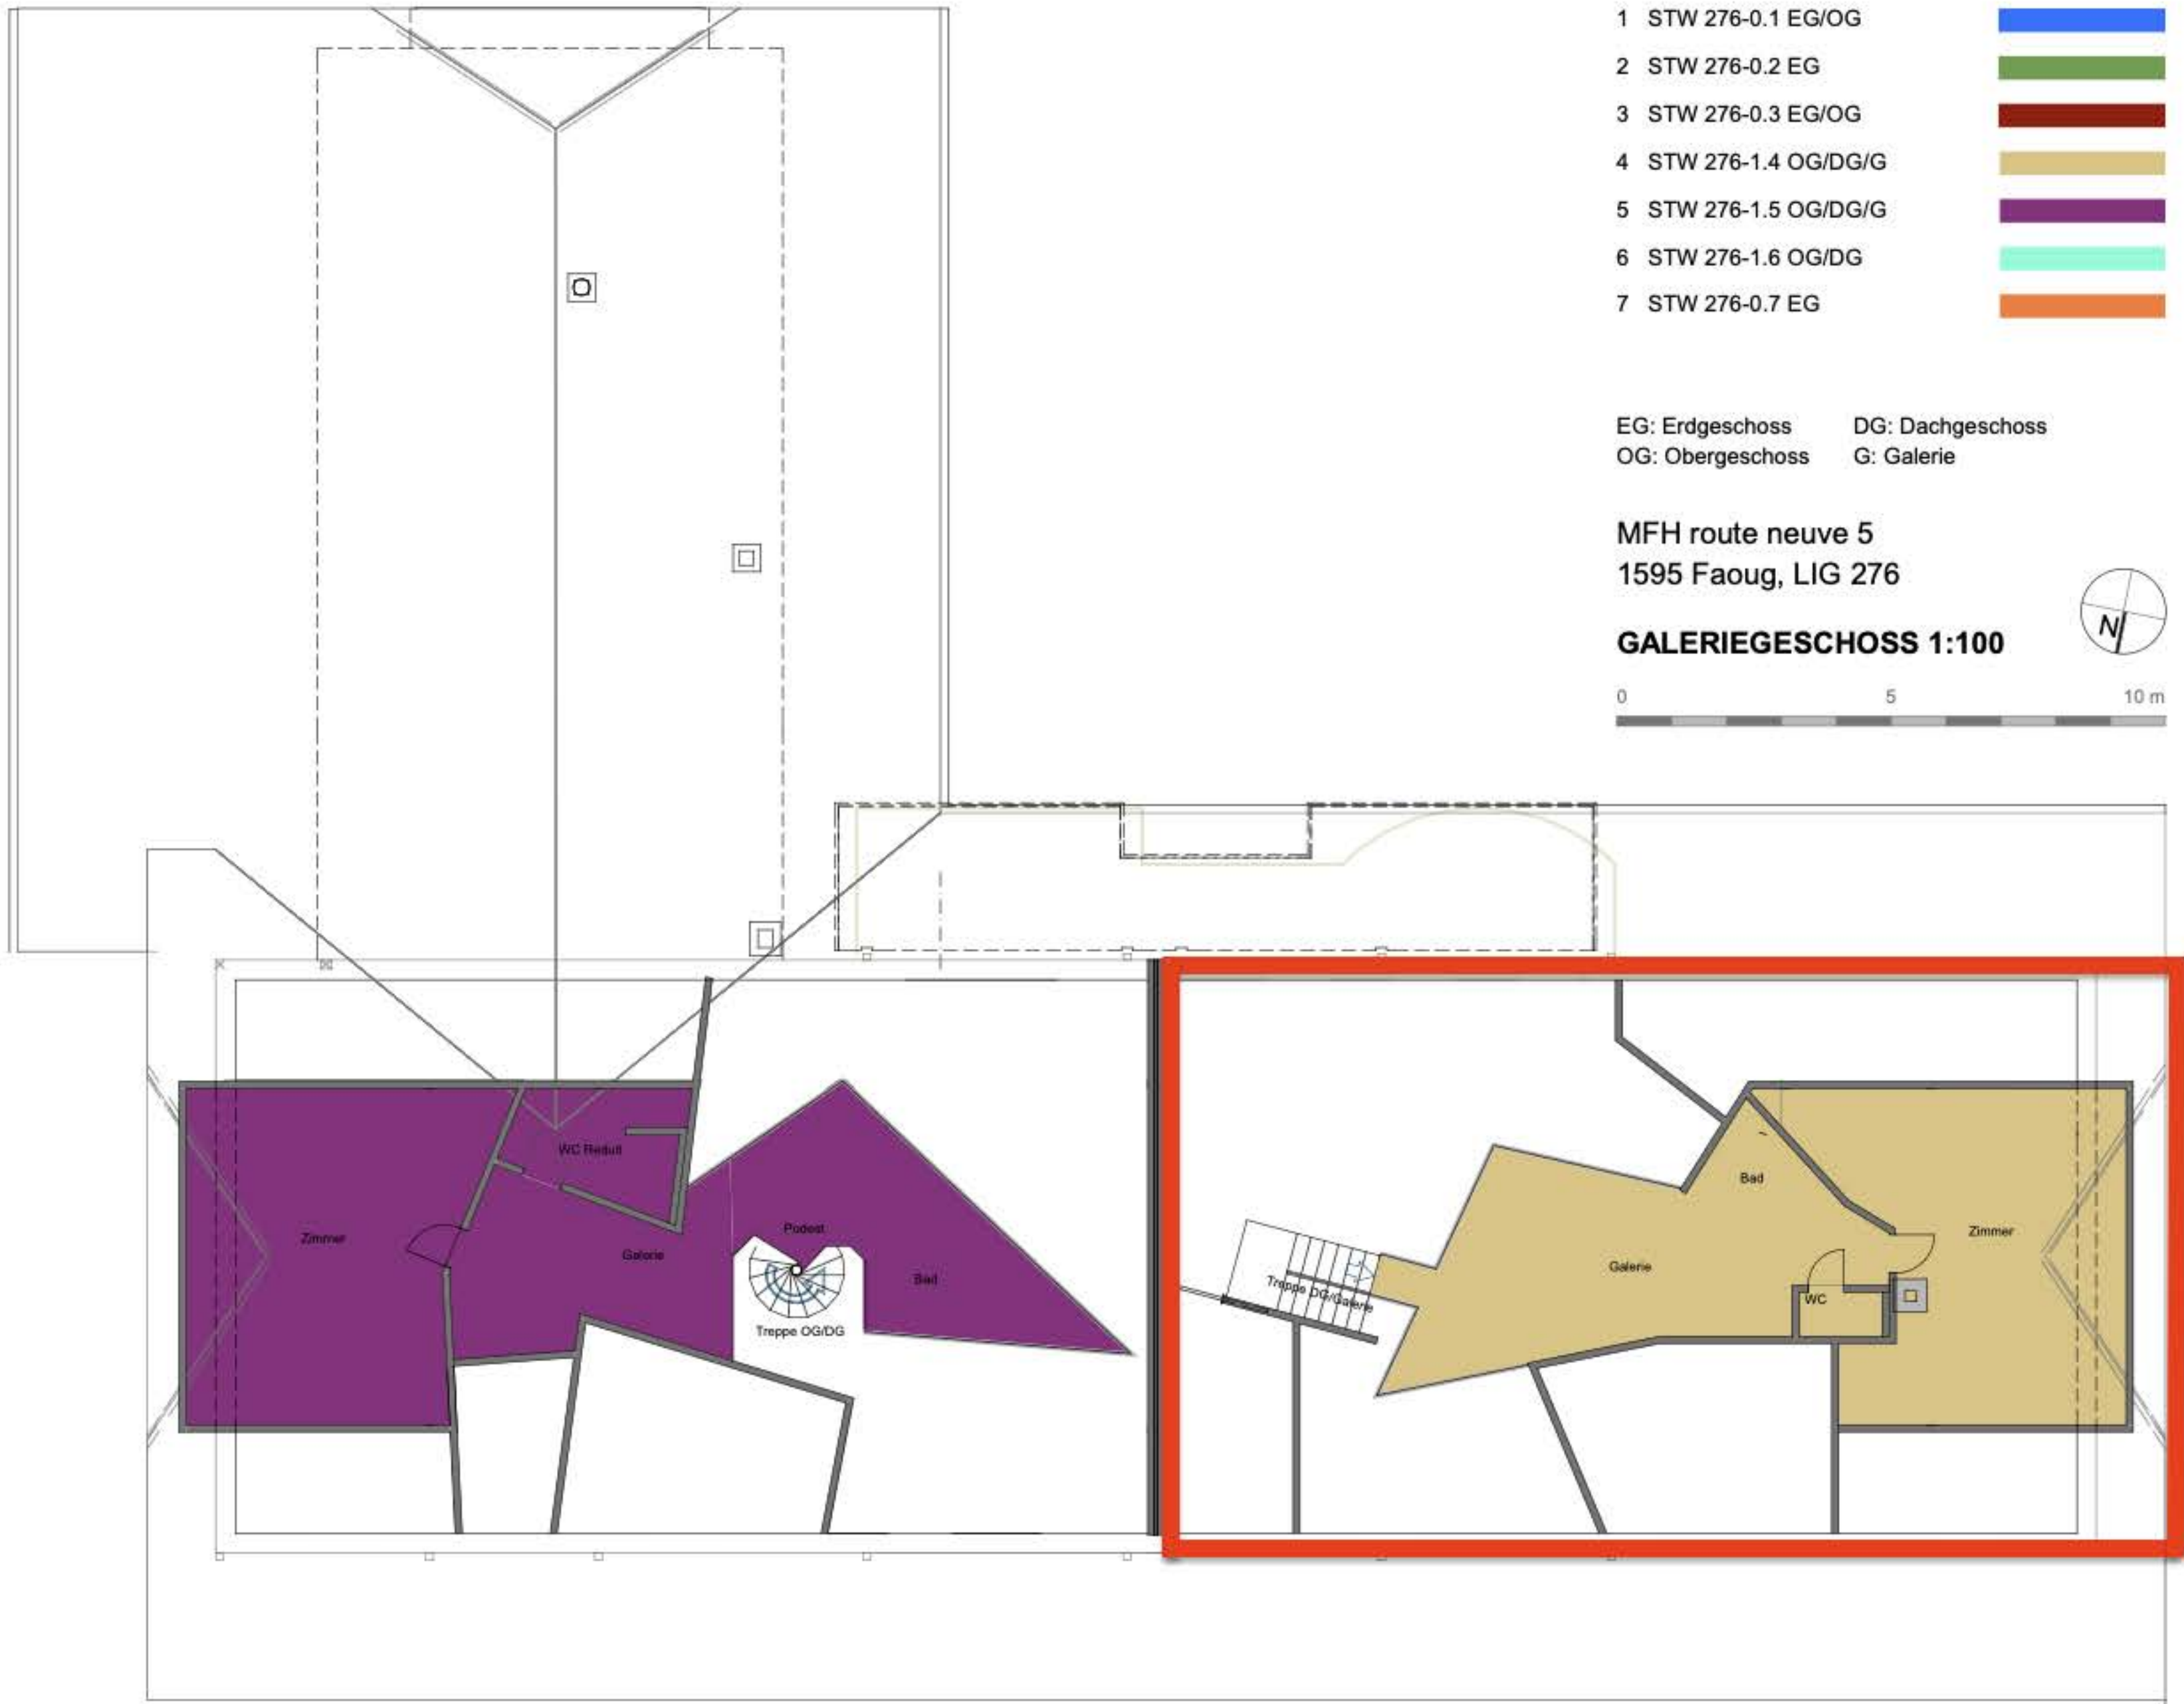 1 STW 276-0.1 EG/OG
2 STW 276-0.2 EG
3 STW 276-0.3 EG/OG
4 STW 276-1.4 OG/DG/G
5 STW 276-1.5 OG/DG/G
6 STW 276-1.6 OG/DG
7 STW 276-0.7 EG
EG: Erdgeschoss DG: Dachgeschoss
OG: Obergeschoss G: Galerie
MFH route neuve 5
1595 Faoug, LIG 276
N
GALERIEGESCHOSS 1:100
0 5 10 m
WC Reduit
Zimmer
Galerie
Podest
Bad
Treppe OG/DG
Bad
Zimmer
Galerie
Treppe DG/Galerie
WC